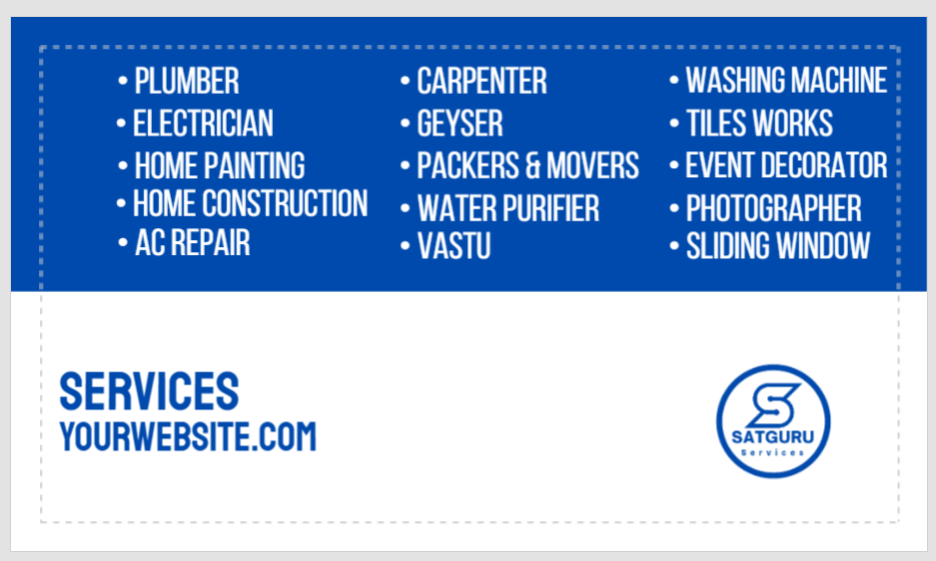 • PLUMBER
• ELECTRICIAN
• HOME PAINTING
• HOME CONSTRUCTION
• AC REPAIR
• CARPENTER
• GEYSER
• PACKERS & MOVERS
• WATER PURIFIER
• VASTU
• WASHING MACHINE
• TILES WORKS
• EVENT DECORATOR
• PHOTOGRAPHER
• SLIDING WINDOW
SERVICES
YOURWEBSITE.COM
SATGURU
Services